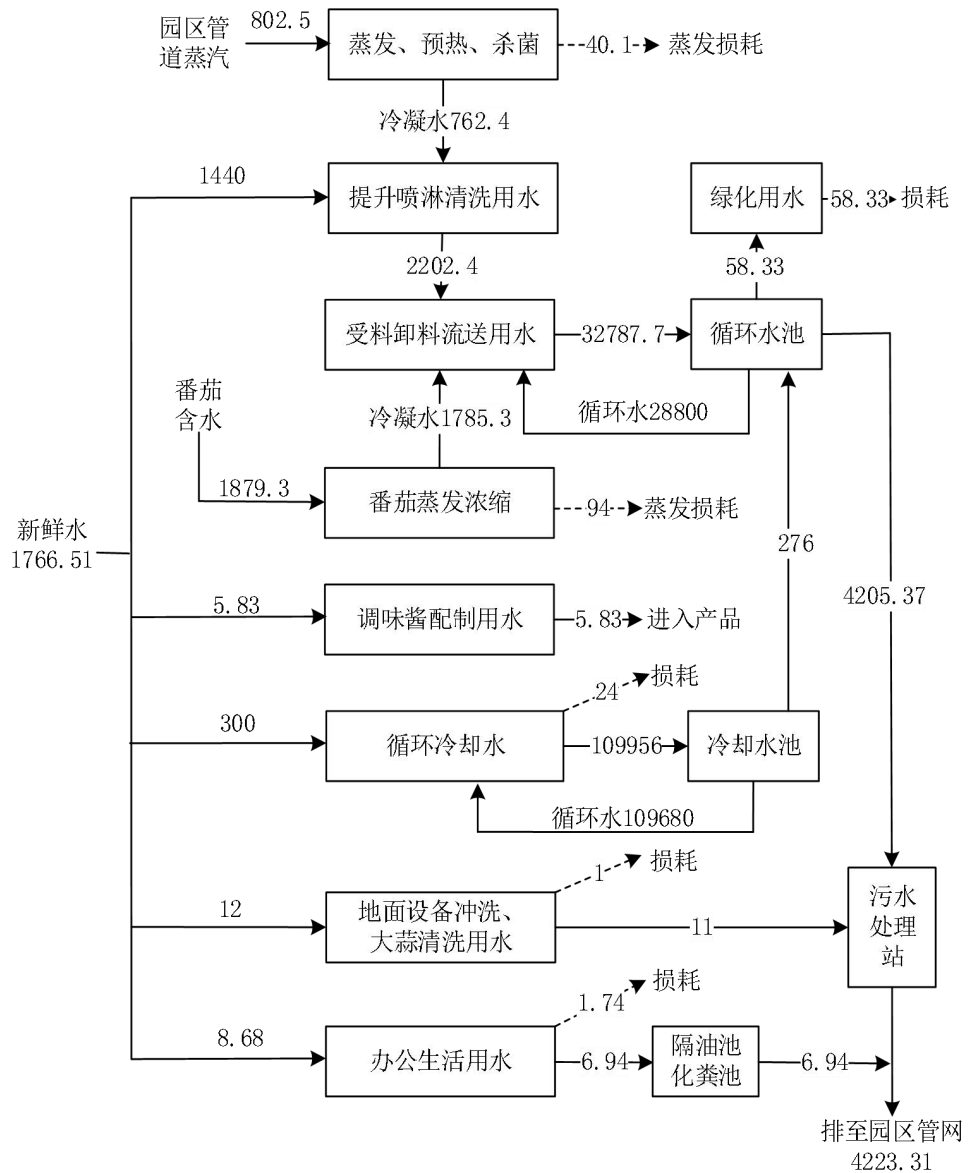 园区管
道蒸汽
802.5
蒸发、预热、杀菌
40.1
蒸发损耗
冷凝水762.4
1440
提升喷淋清洗用水
绿化用水
58.33
损耗
2202.4
58.33
受料卸料流送用水
32787.7
循环水池
番茄
含水
冷凝水1785.3
循环水28800
1879.3
番茄蒸发浓缩
94
蒸发损耗
新鲜水
1766.51
276
4205.37
5.83
调味酱配制用水
5.83
进入产品
损耗
24
300
循环冷却水
109956
冷却水池
循环水109680
损耗
1
12
地面设备冲洗、
大蒜清洗用水
11
污水
处理
站
损耗
1.74
8.68
办公生活用水
6.94
隔油池
化粪池
6.94
排至园区管网
4223.31